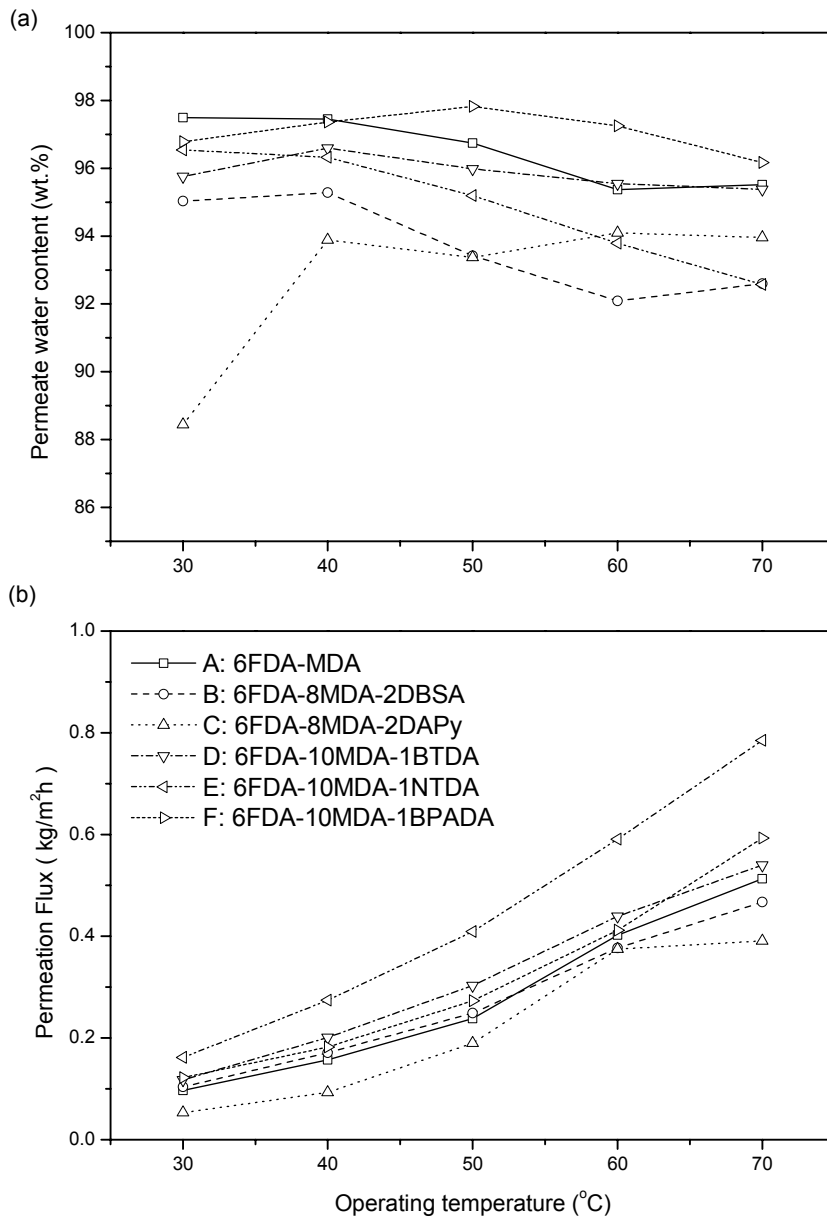 (a)
100
98
96
94
92
90
88
86
Permeate water content (wt.%)
30 40 50 60 70
(b)
1.0
0.8
0.6
0.4
0.2
0.0
Permeation Flux ( kg/m²h )
A: 6FDA-MDA
B: 6FDA-8MDA-2DBSA
C: 6FDA-8MDA-2DAPy
D: 6FDA-10MDA-1BTDA
E: 6FDA-10MDA-1NTDA
F: 6FDA-10MDA-1BPADA
30 40 50 60 70
Operating temperature (°C)